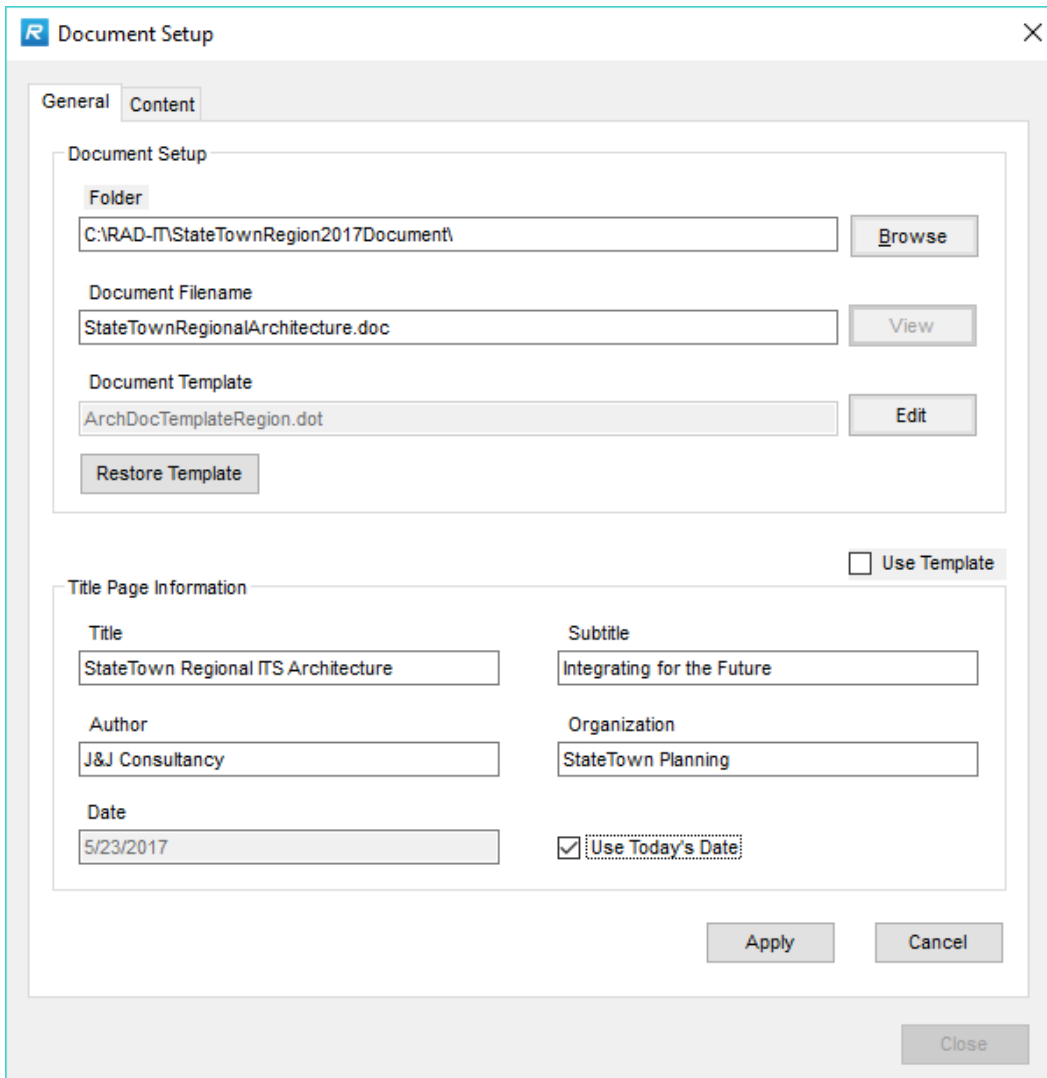 R Document Setup
General Content
Document Setup
Folder
C:\RAD-IT\StateTownRegion2017Document\
Browse
Document Filename
StateTownRegionalArchitecture.doc
View
Document Template
ArchDocTemplateRegion.dot
Edit
Restore Template
Use Template
Title Page Information
Title Subtitle
StateTown Regional ITS Architecture Integrating for the Future
Author Organization
J&J Consultancy StateTown Planning
Date
5/23/2017 Use Today's Date
Apply Cancel
Close